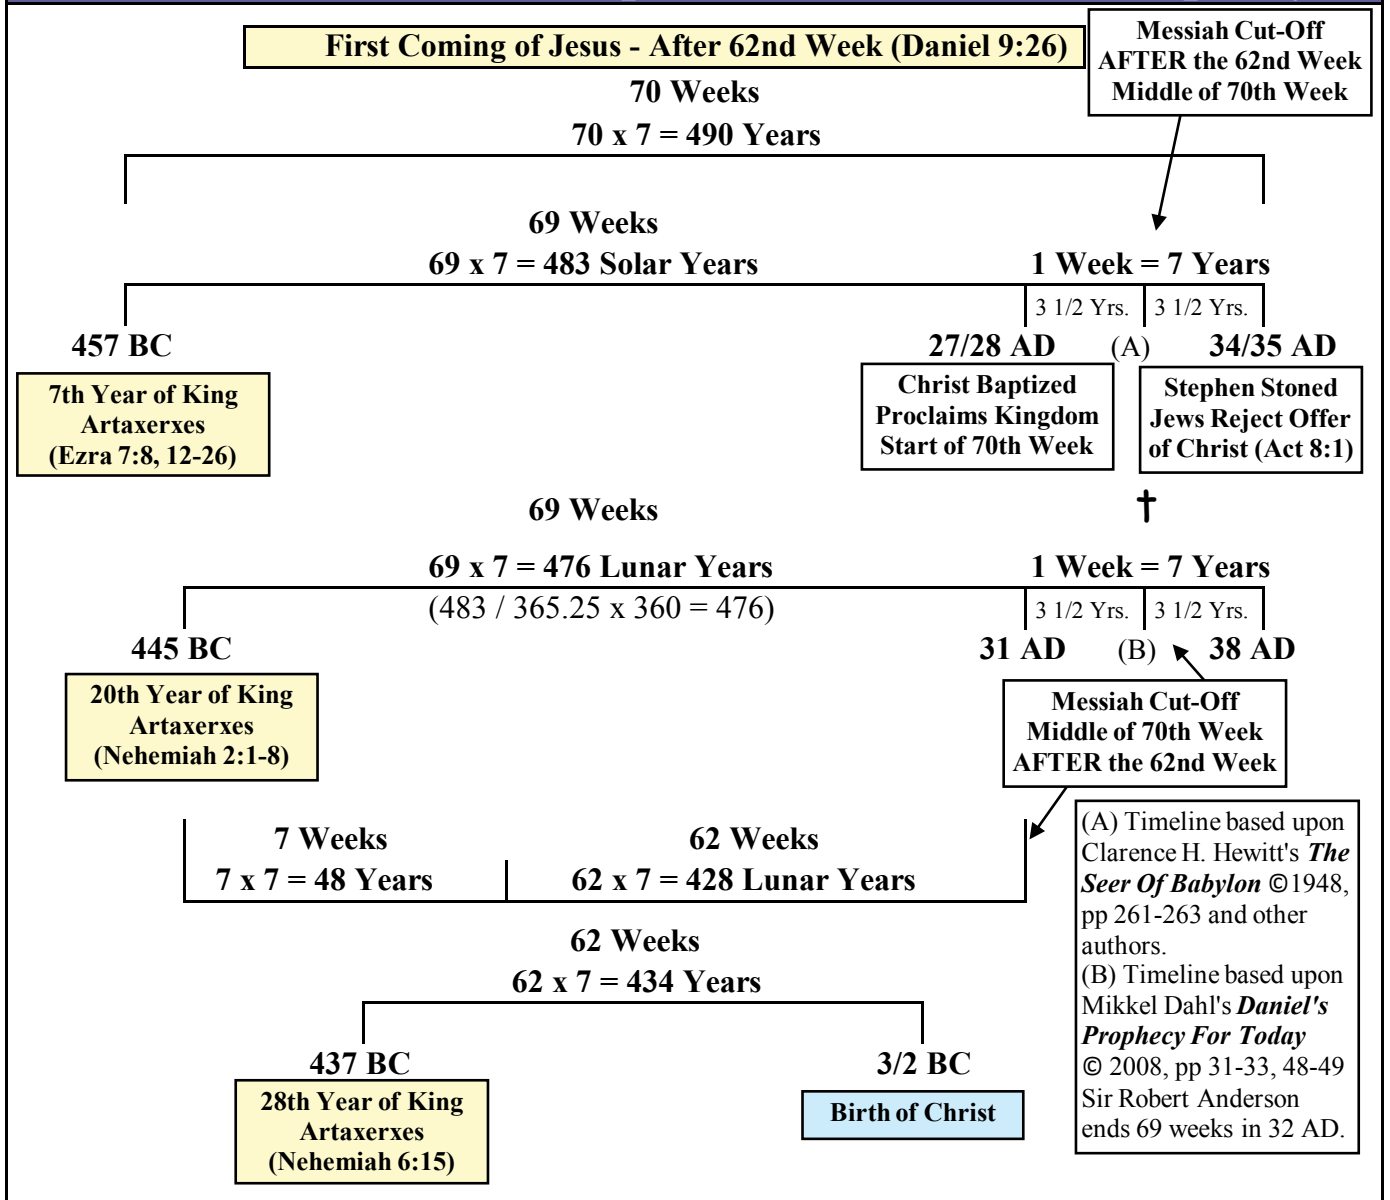 First Coming of Jesus - After 62nd Week (Daniel 9:26)
Messiah Cut-Off
AFTER the 62nd Week
Middle of 70th Week
70 Weeks
70 x 7 = 490 Years
69 Weeks
69 x 7 = 483 Solar Years
1 Week = 7 Years
3 1/2 Yrs.
3 1/2 Yrs.
457 BC
27/28 AD
(A)
34/35 AD
7th Year of King
Artaxerxes
(Ezra 7:8, 12-26)
Christ Baptized
Proclaims Kingdom
Start of 70th Week
Stephen Stoned
Jews Reject Offer
of Christ (Act 8:1)
†
69 Weeks
69 x 7 = 476 Lunar Years
(483 / 365.25 x 360 = 476)
1 Week = 7 Years
3 1/2 Yrs.
3 1/2 Yrs.
445 BC
31 AD
(B)
38 AD
20th Year of King
Artaxerxes
(Nehemiah 2:1-8)
Messiah Cut-Off
Middle of 70th Week
AFTER the 62nd Week
7 Weeks
7 x 7 = 48 Years
62 Weeks
62 x 7 = 428 Lunar Years
62 Weeks
62 x 7 = 434 Years
437 BC
3/2 BC
28th Year of King
Artaxerxes
(Nehemiah 6:15)
Birth of Christ
(A) Timeline based upon
Clarence H. Hewitt's The
Seer Of Babylon ©1948,
pp 261-263 and other
authors.
(B) Timeline based upon
Mikkel Dahl's Daniel's
Prophecy For Today
© 2008, pp 31-33, 48-49
Sir Robert Anderson
ends 69 weeks in 32 AD.